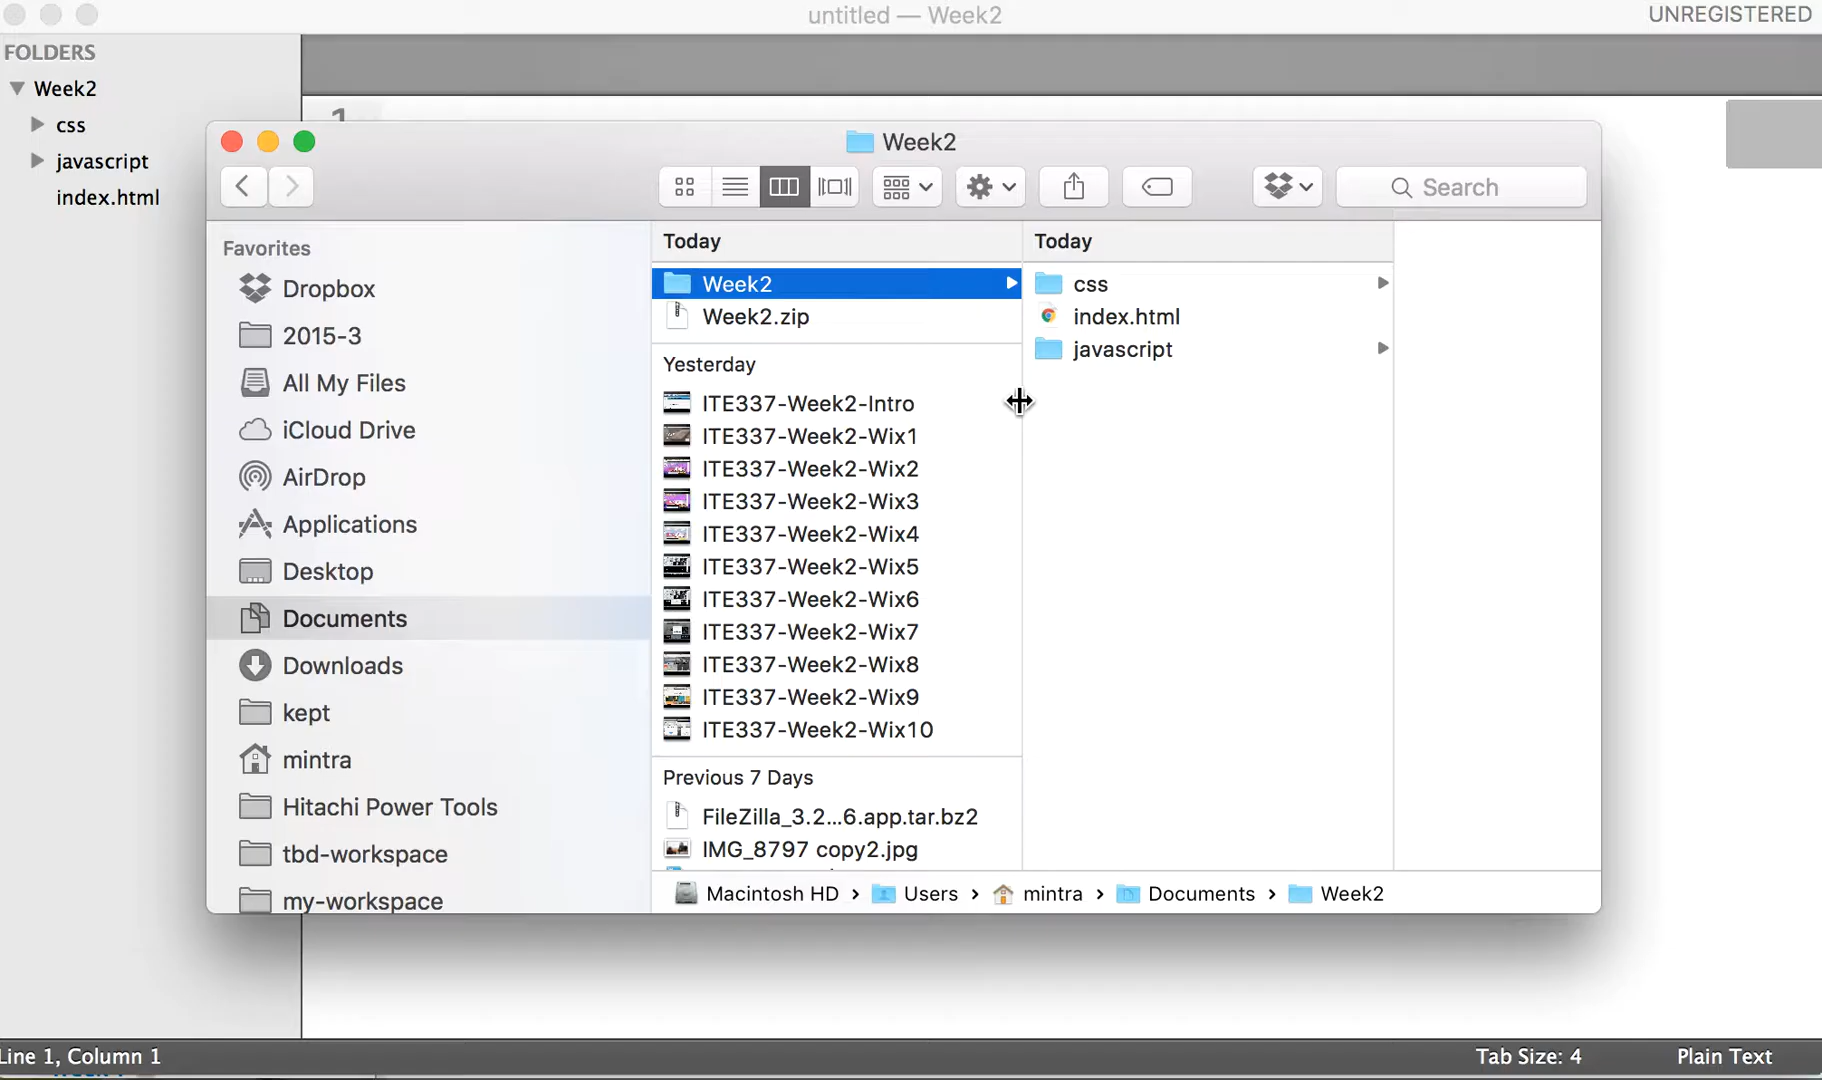 untitled — Week2
UNREGISTERED
FOLDERS
Week2
css
javascript
index.html
1
Week2
Search
Favorites
Dropbox
2015-3
All My Files
iCloud Drive
AirDrop
Applications
Desktop
Documents
Downloads
kept
mintra
Hitachi Power Tools
tbd-workspace
my-workspace
Today
Week2
Week2.zip
Yesterday
ITE337-Week2-Intro
ITE337-Week2-Wix1
ITE337-Week2-Wix2
ITE337-Week2-Wix3
ITE337-Week2-Wix4
ITE337-Week2-Wix5
ITE337-Week2-Wix6
ITE337-Week2-Wix7
ITE337-Week2-Wix8
ITE337-Week2-Wix9
ITE337-Week2-Wix10
Previous 7 Days
FileZilla_3.2...6.app.tar.bz2
IMG_8797 copy2.jpg
Today
css
index.html
javascript
Macintosh HD › Users › mintra › Documents › Week2
Line 1, Column 1
Tab Size: 4
Plain Text